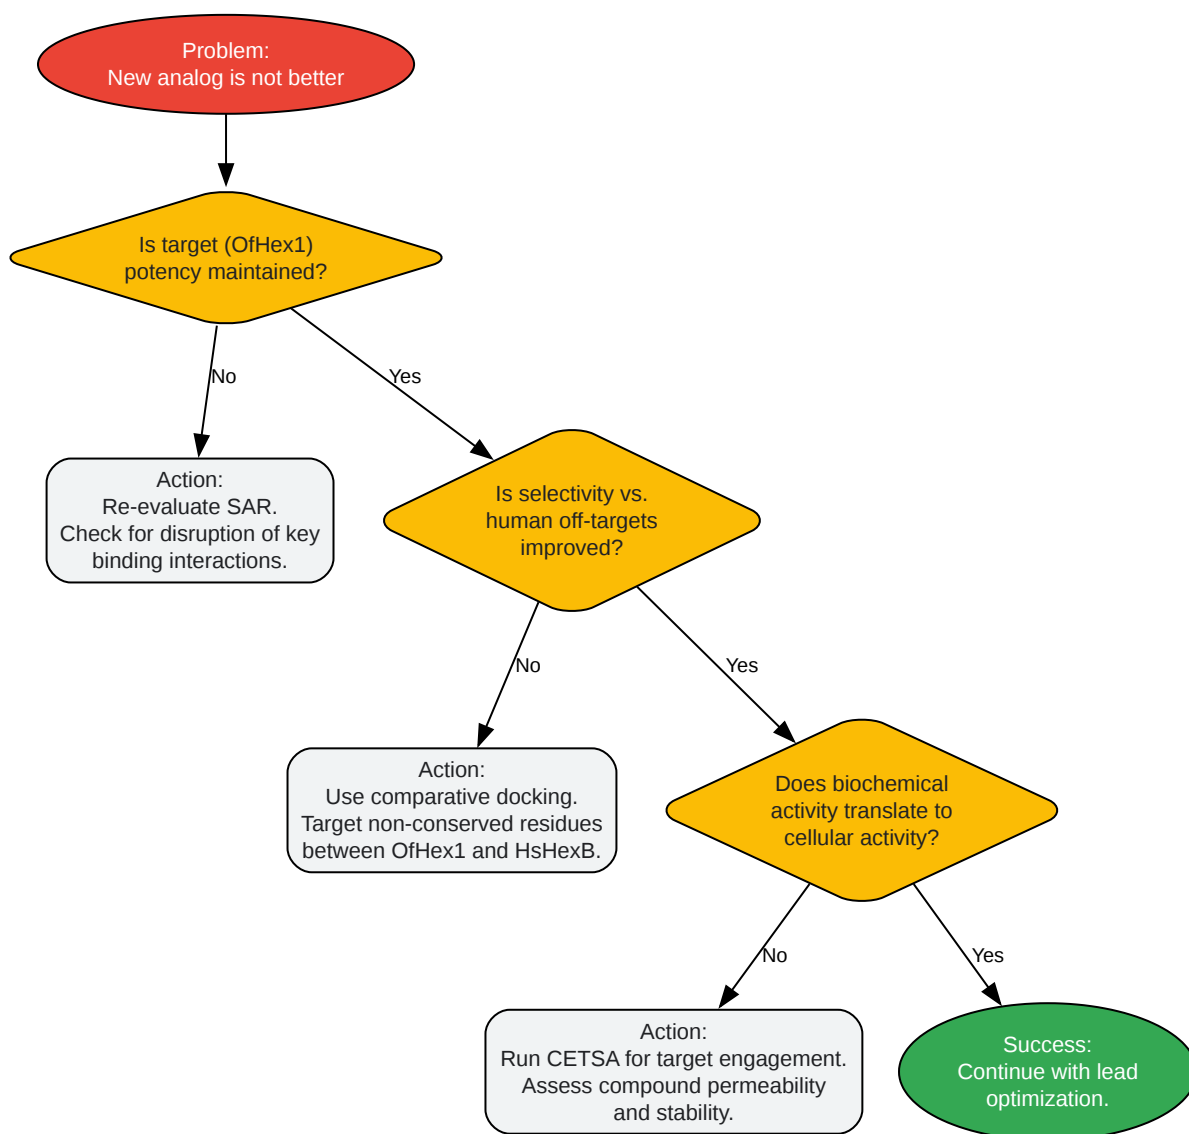 Problem:
New analog is not better
Is target (OfHex1)
potency maintained?
No
Yes
Action:
Re-evaluate SAR.
Check for disruption of key
binding interactions.
Is selectivity vs.
human off-targets
improved?
No
Yes
Action:
Use comparative docking.
Target non-conserved residues
between OfHex1 and HsHexB.
Does biochemical
activity translate to
cellular activity?
No
Yes
Action:
Run CETSA for target engagement.
Assess compound permeability
and stability.
Success:
Continue with lead
optimization.